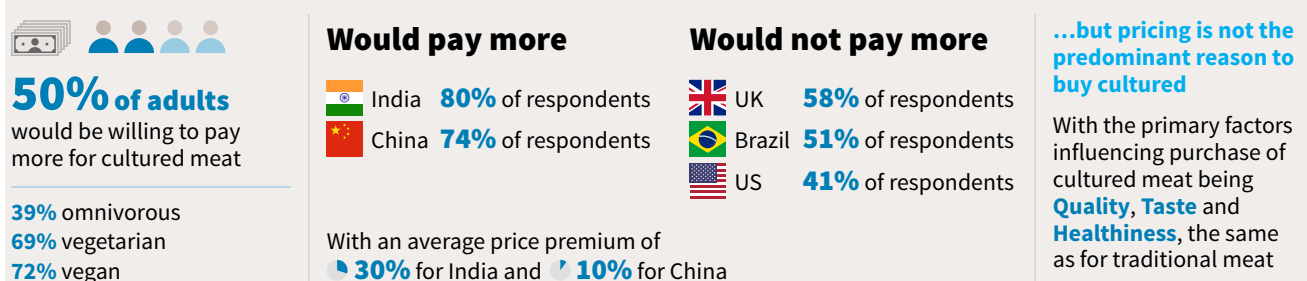 50% of adults
would be willing to pay
more for cultured meat
39% omnivorous
69% vegetarian
72% vegan
Would pay more
India 80% of respondents
China 74% of respondents
With an average price premium of
30% for India and 10% for China
Would not pay more
UK 58% of respondents
Brazil 51% of respondents
US 41% of respondents
...but pricing is not the
predominant reason to
buy cultured
With the primary factors
influencing purchase of
cultured meat being
Quality, Taste and
Healthiness, the same
as for traditional meat